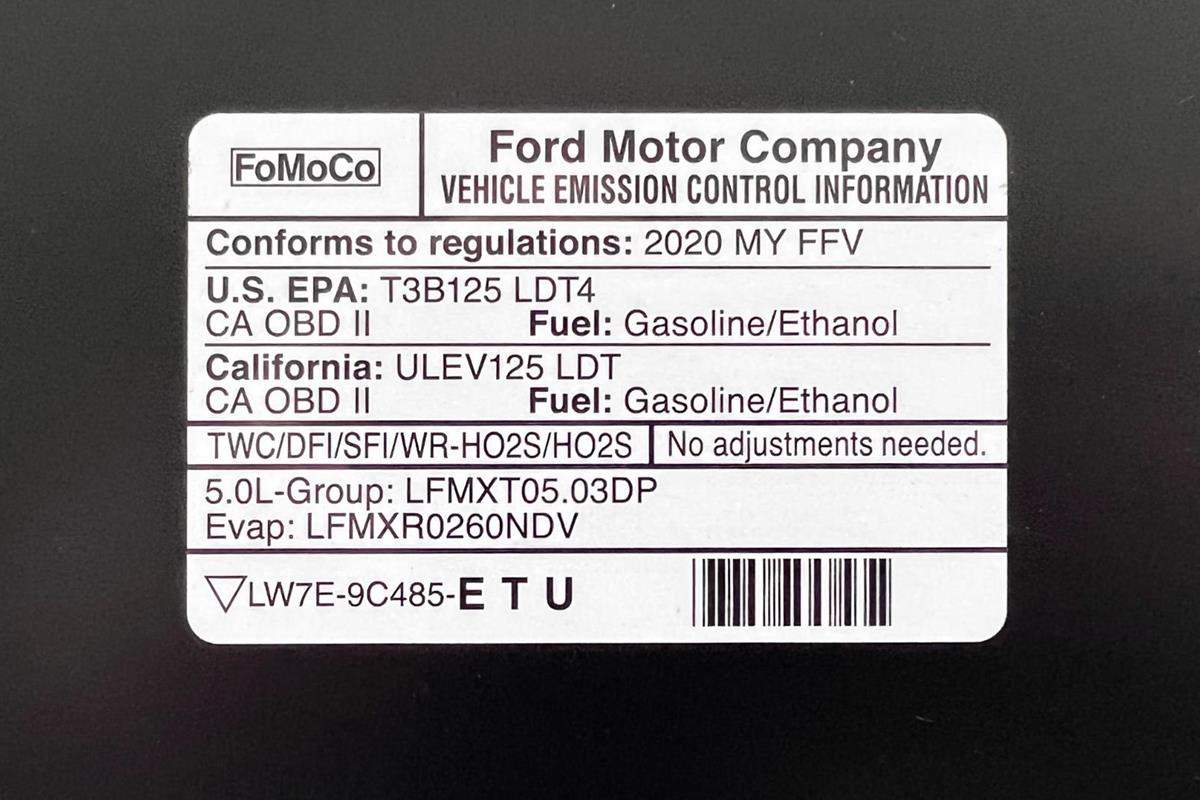 FoMoCo
Ford Motor Company
VEHICLE EMISSION CONTROL INFORMATION
Conforms to regulations: 2020 MY FFV
U.S. EPA: T3B125 LDT4
CA OBD II Fuel: Gasoline/Ethanol
California: ULEV125 LDT
CA OBD II Fuel: Gasoline/Ethanol
TWC/DFI/SFI/WR-HO2S/HO2S No adjustments needed.
5.0L-Group: LFMXT05.03DP
Evap: LFMXR0260NDV
LW7E-9C485-E T U